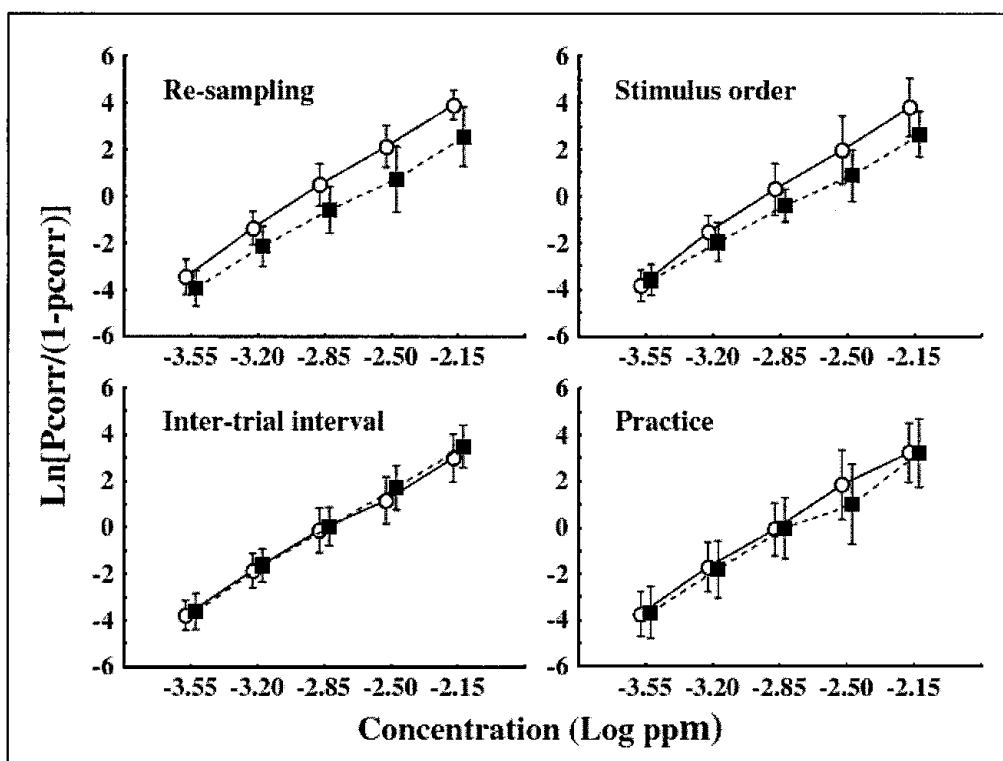 Ln[Pcorr/(1-pcorr)]
Re-sampling
6
4
2
0
-2
-4
-6
-3.55 -3.20 -2.85 -2.50 -2.15
Stimulus order
6
4
2
0
-2
-4
-6
-3.55 -3.20 -2.85 -2.50 -2.15
Inter-trial interval
6
4
2
0
-2
-4
-6
-3.55 -3.20 -2.85 -2.50 -2.15
Practice
6
4
2
0
-2
-4
-6
-3.55 -3.20 -2.85 -2.50 -2.15
Concentration (Log ppm)